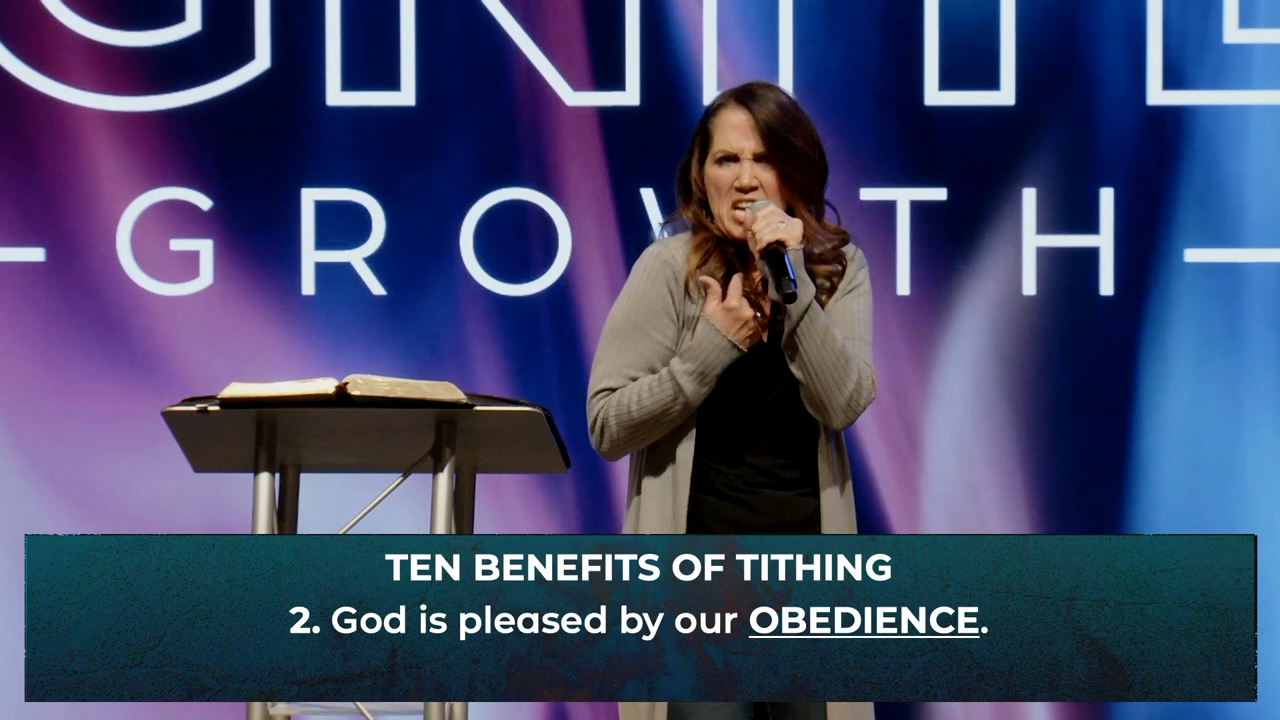 GROWTH
TEN BENEFITS OF TITHING
2. God is pleased by our OBEDIENCE.